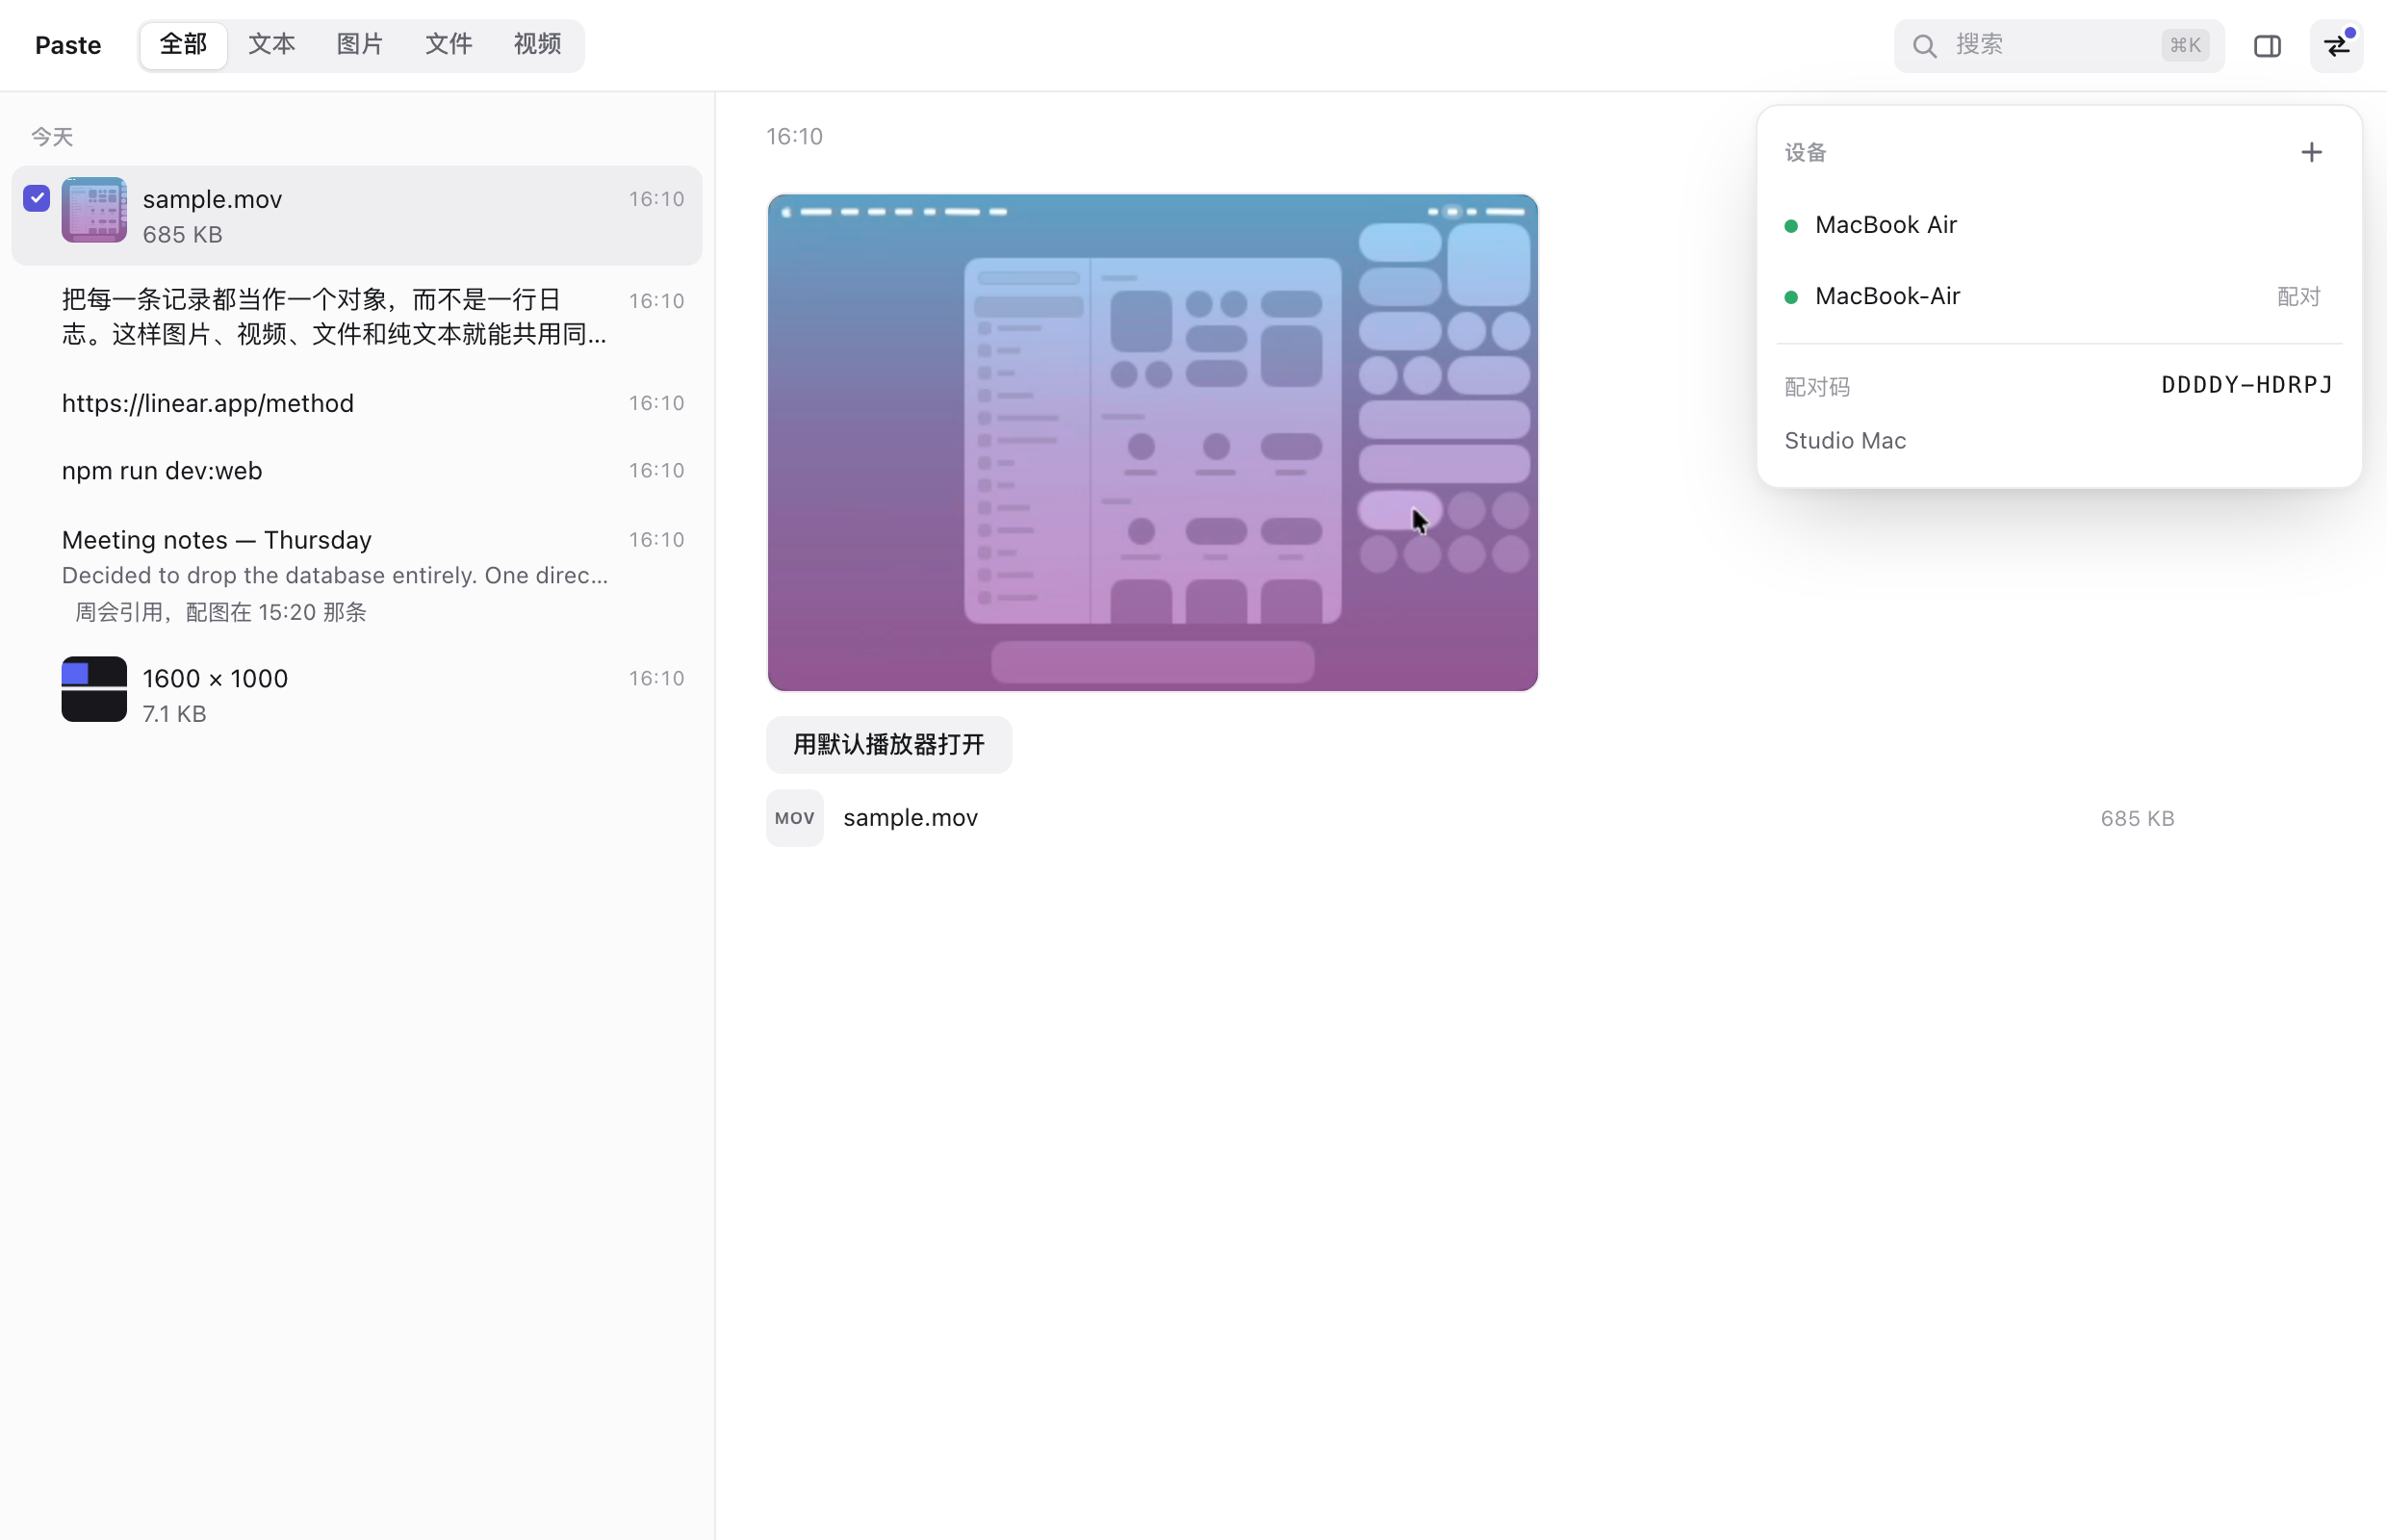 Paste
全部
文本
图片
文件
视频
搜索
⌘K
今天
sample.mov
16:10
685 KB
把每一条记录都当作一个对象，而不是一行日
16:10
志。这样图片、视频、文件和纯文本就能共用同...
https://linear.app/method
16:10
npm run dev:web
16:10
Meeting notes — Thursday
16:10
Decided to drop the database entirely. One direc...
周会引用，配图在 15:20 那条
1600 × 1000
16:10
7.1 KB
16:10
用默认播放器打开
MOV
sample.mov
685 KB
设备
MacBook Air
MacBook-Air
配对
配对码
DDDDY-HDRPJ
Studio Mac